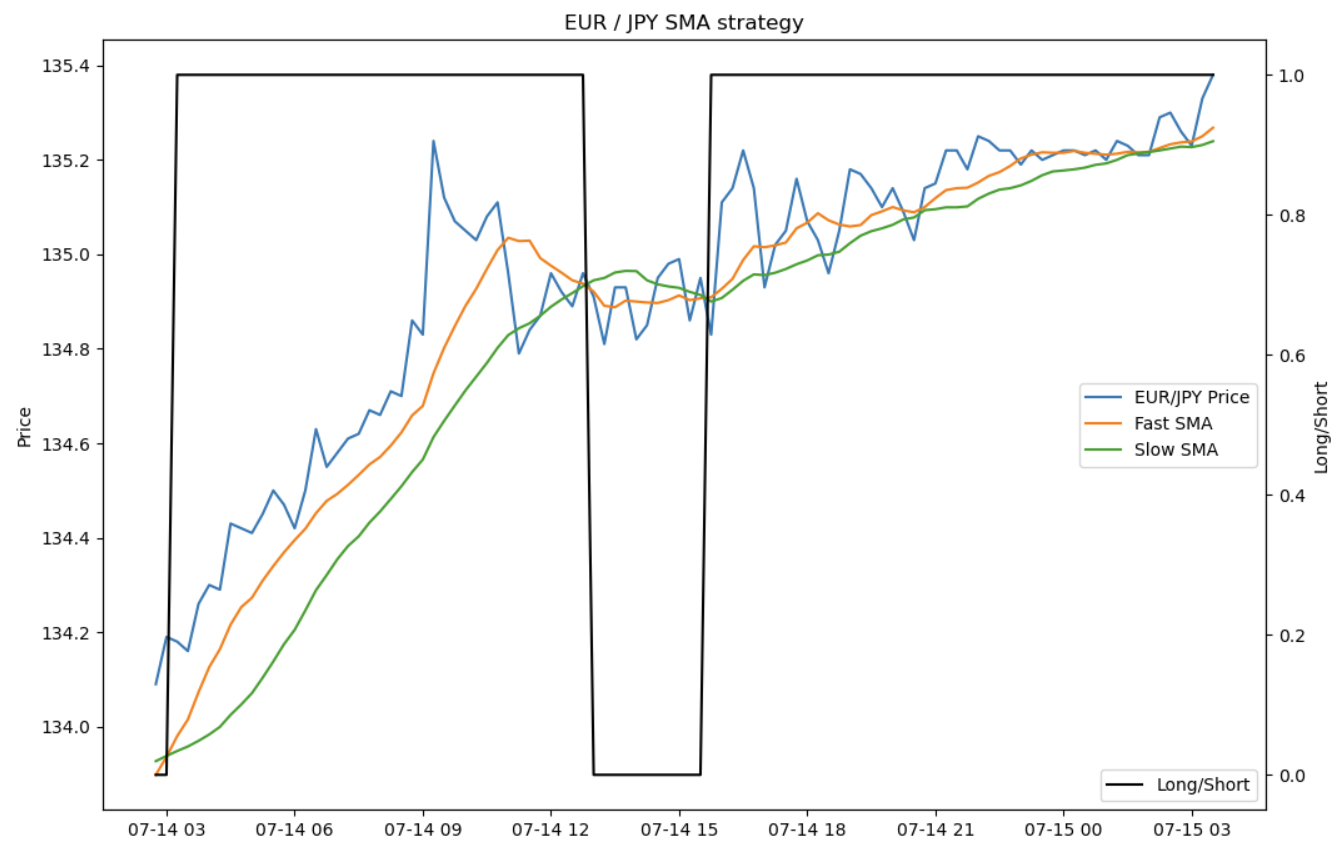 EUR / JPY SMA strategy
135.4
135.2
135.0
134.8
134.6
134.4
134.2
134.0
Price
1.0
0.8
0.6
0.4
0.2
0.0
Long/Short
EUR/JPY Price
Fast SMA
Slow SMA
Long/Short
07-14 03 07-14 06 07-14 09 07-14 12 07-14 15 07-14 18 07-14 21 07-15 00 07-15 03